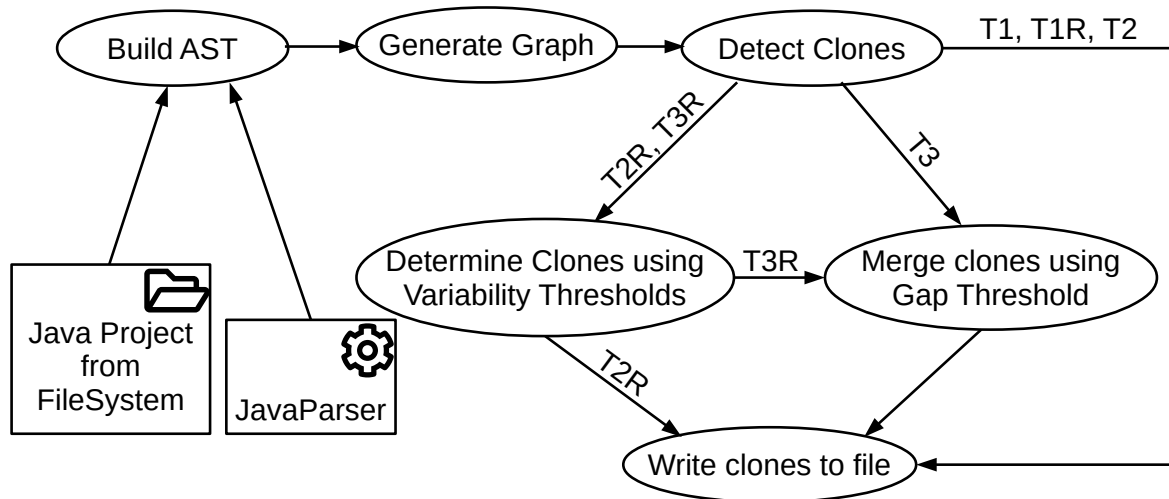 Build AST
Generate Graph
Detect Clones
T1, T1R, T2
T2R, T3R
T3
Determine Clones using
Variability Thresholds
T3R
Merge clones using
Gap Threshold
Java Project
from
FileSystem
JavaParser
T2R
Write clones to file